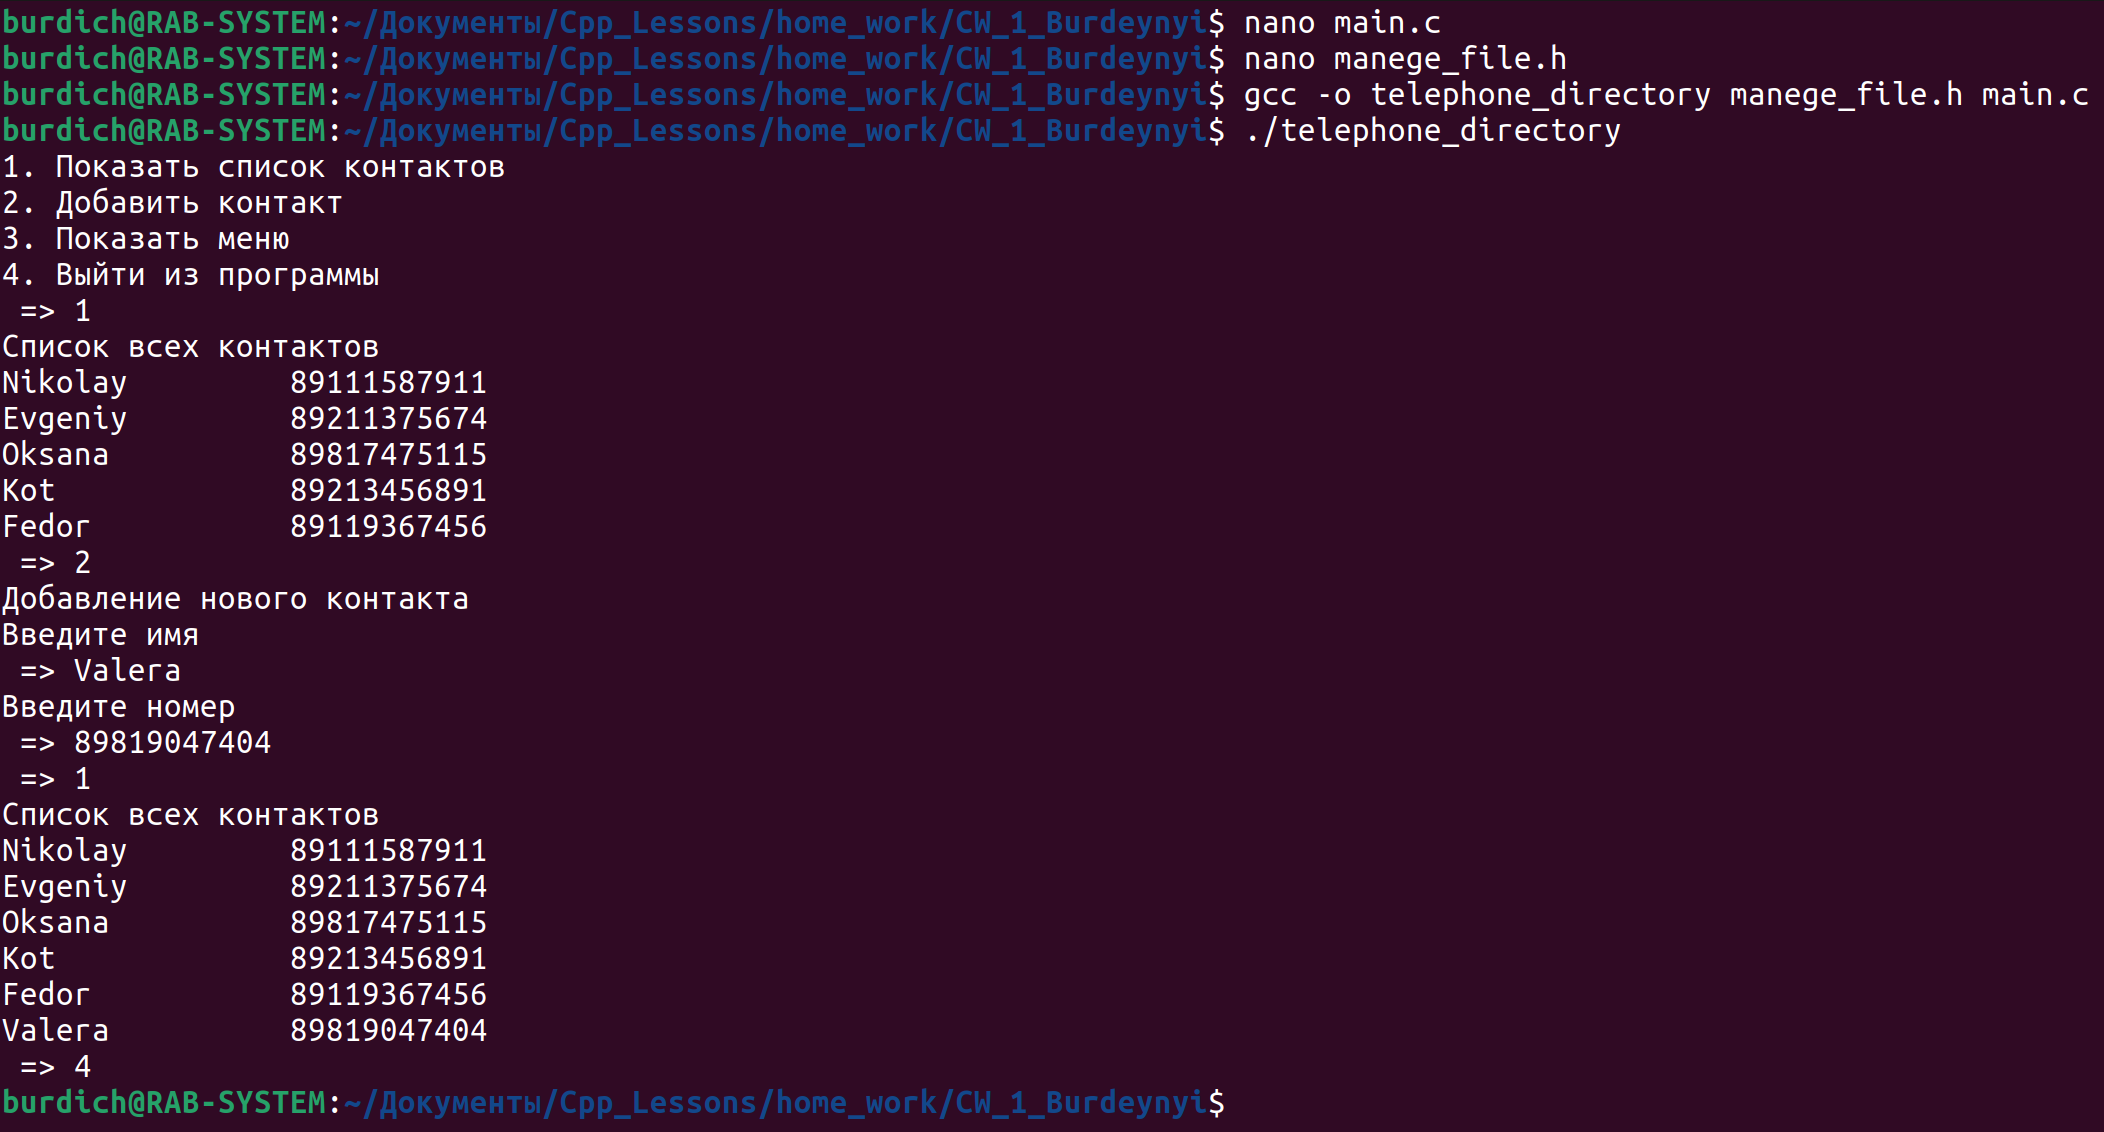 burdich@RAB-SYSTEM:~/Документы/Cpp_Lessons/home_work/CW_1_Burdeynyi$ nano main.c
burdich@RAB-SYSTEM:~/Документы/Cpp_Lessons/home_work/CW_1_Burdeynyi$ nano manege_file.h
burdich@RAB-SYSTEM:~/Документы/Cpp_Lessons/home_work/CW_1_Burdeynyi$ gcc -o telephone_directory manege_file.h main.c
burdich@RAB-SYSTEM:~/Документы/Cpp_Lessons/home_work/CW_1_Burdeynyi$ ./telephone_directory
1. Показать список контактов
2. Добавить контакт
3. Показать меню
4. Выйти из программы
 => 1
Список всех контактов
Nikolay         89111587911
Evgeniy         89211375674
Oksana          89817475115
Kot             89213456891
Fedor           89119367456
 => 2
Добавление нового контакта
Введите имя
 => Valera
Введите номер
 => 89819047404
 => 1
Список всех контактов
Nikolay         89111587911
Evgeniy         89211375674
Oksana          89817475115
Kot             89213456891
Fedor           89119367456
Valera          89819047404
 => 4
burdich@RAB-SYSTEM:~/Документы/Cpp_Lessons/home_work/CW_1_Burdeynyi$